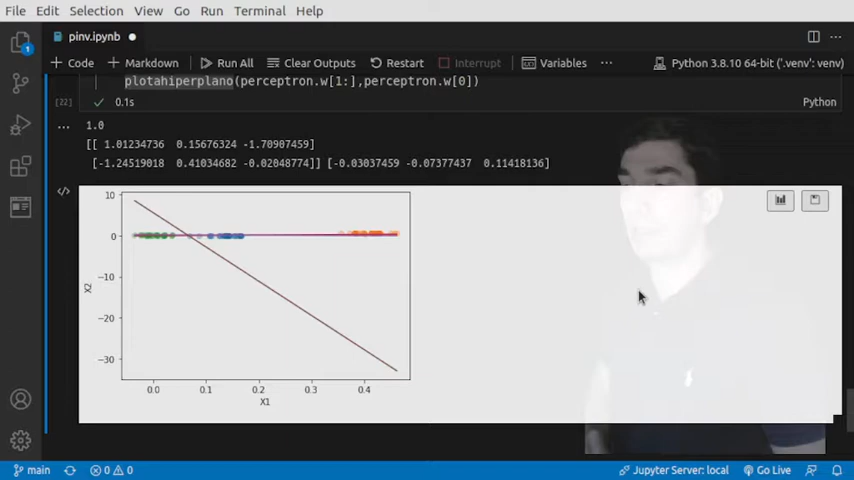 File Edit Selection View Go Run Terminal Help
pinv.ipynb
1
+ Code + Markdown Run All Clear Outputs Restart Interrupt Variables ··· Python 3.8.10 64-bit ('.venv': venv)
plotahiperplano(perceptron.w[1:],perceptron.w[0])
[22] 0.1s Python
1.0
[[ 1.01234736 0.15676324 -1.70907459]
[-1.24519018 0.41034682 -0.02048774]] [-0.03037459 -0.07377437 0.11418136]
10
0
-10
-20
-30
X2
0.0 0.1 0.2 0.3 0.4
X1
main 0 0 Jupyter Server: local Go Live